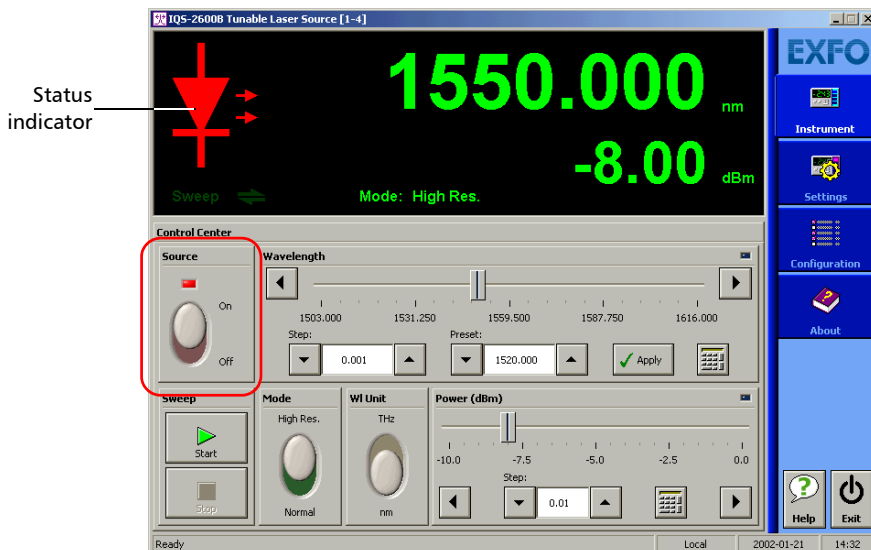 IQS-2600B Tunable Laser Source [1-4]
Status
indicator
1550.000 nm
-8.00 dBm
Sweep
Mode: High Res.
EXFO
Instrument
Settings
Configuration
About
Control Center
Source
On
Off
Wavelength
1503.000 1531.250 1559.500 1587.750 1616.000
Step:
0.001
Preset:
1520.000
Apply
Sweep
Start
Stop
Mode
High Res.
Normal
Wl Unit
THz
nm
Power (dBm)
-10.0 -7.5 -5.0 -2.5 0.0
Step:
0.01
Help
Exit
Ready
Local
2002-01-21
14:32